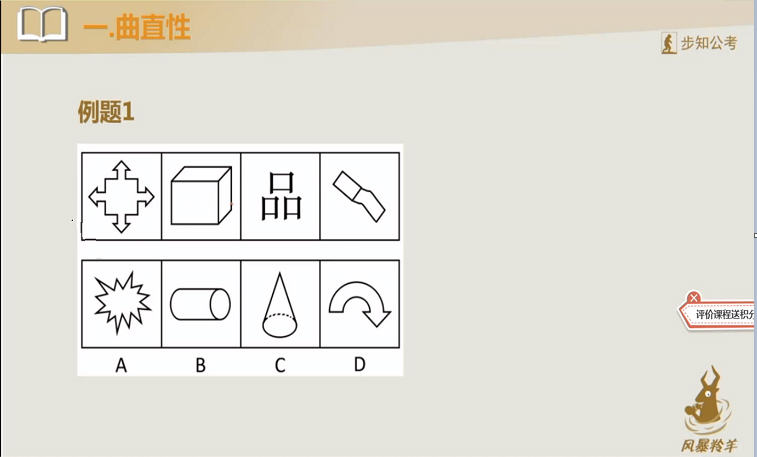 一.曲直性
步知公考
例题1
品
评价课程送积分
A B C D
风暴羚羊